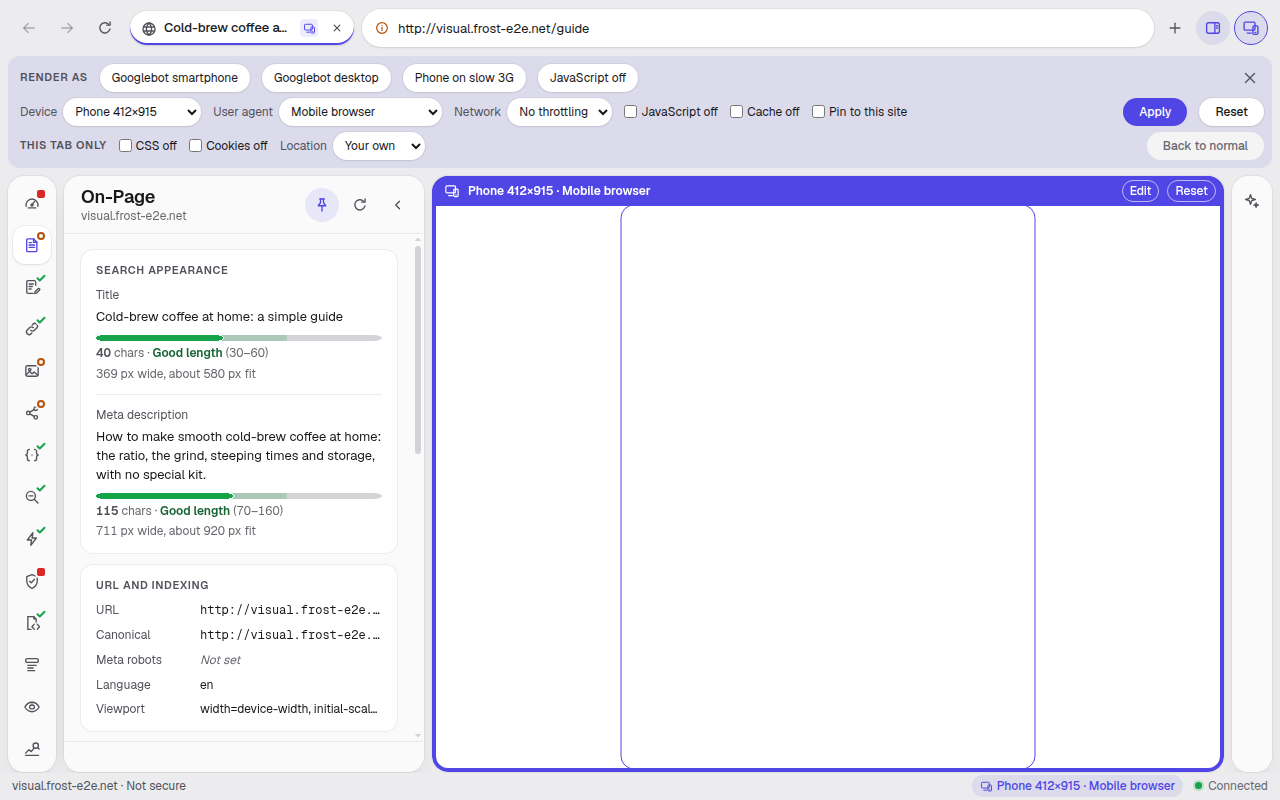 Cold-brew coffee a...
http://visual.frost-e2e.net/guide
RENDER AS Googlebot smartphone Googlebot desktop Phone on slow 3G JavaScript off
Device Phone 412×915 User agent Mobile browser Network No throttling JavaScript off Cache off Pin to this site Apply Reset
THIS TAB ONLY CSS off Cookies off Location Your own Back to normal
On-Page
visual.frost-e2e.net
SEARCH APPEARANCE
Title
Cold-brew coffee at home: a simple guide
40 chars · Good length (30–60)
369 px wide, about 580 px fit
Meta description
How to make smooth cold-brew coffee at home:
the ratio, the grind, steeping times and storage,
with no special kit.
115 chars · Good length (70–160)
711 px wide, about 920 px fit
URL AND INDEXING
URL http://visual.frost-e2e.…
Canonical http://visual.frost-e2e.…
Meta robots Not set
Language en
Viewport width=device-width, initial-scal…
Phone 412×915 · Mobile browser Edit Reset
visual.frost-e2e.net · Not secure
Phone 412×915 · Mobile browser Connected